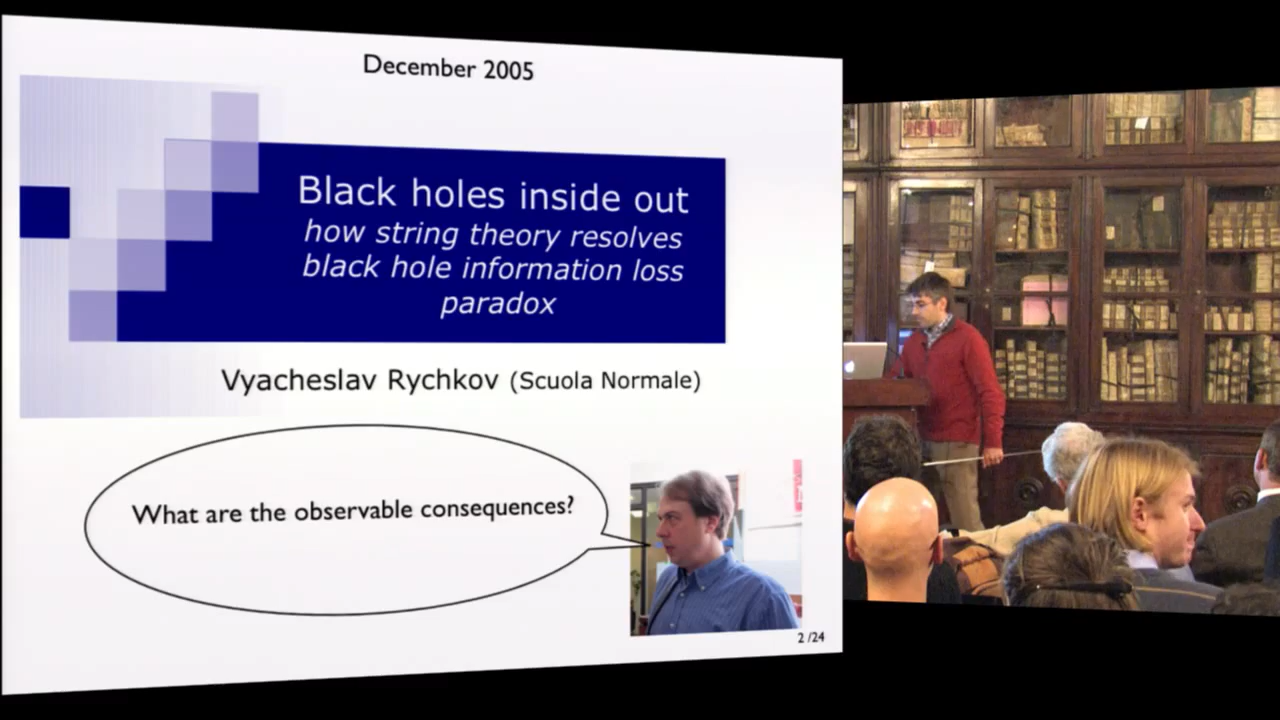 December 2005
Black holes inside out
how string theory resolves
black hole information loss
paradox
Vyacheslav Rychkov (Scuola Normale)
What are the observable consequences?
2 /24